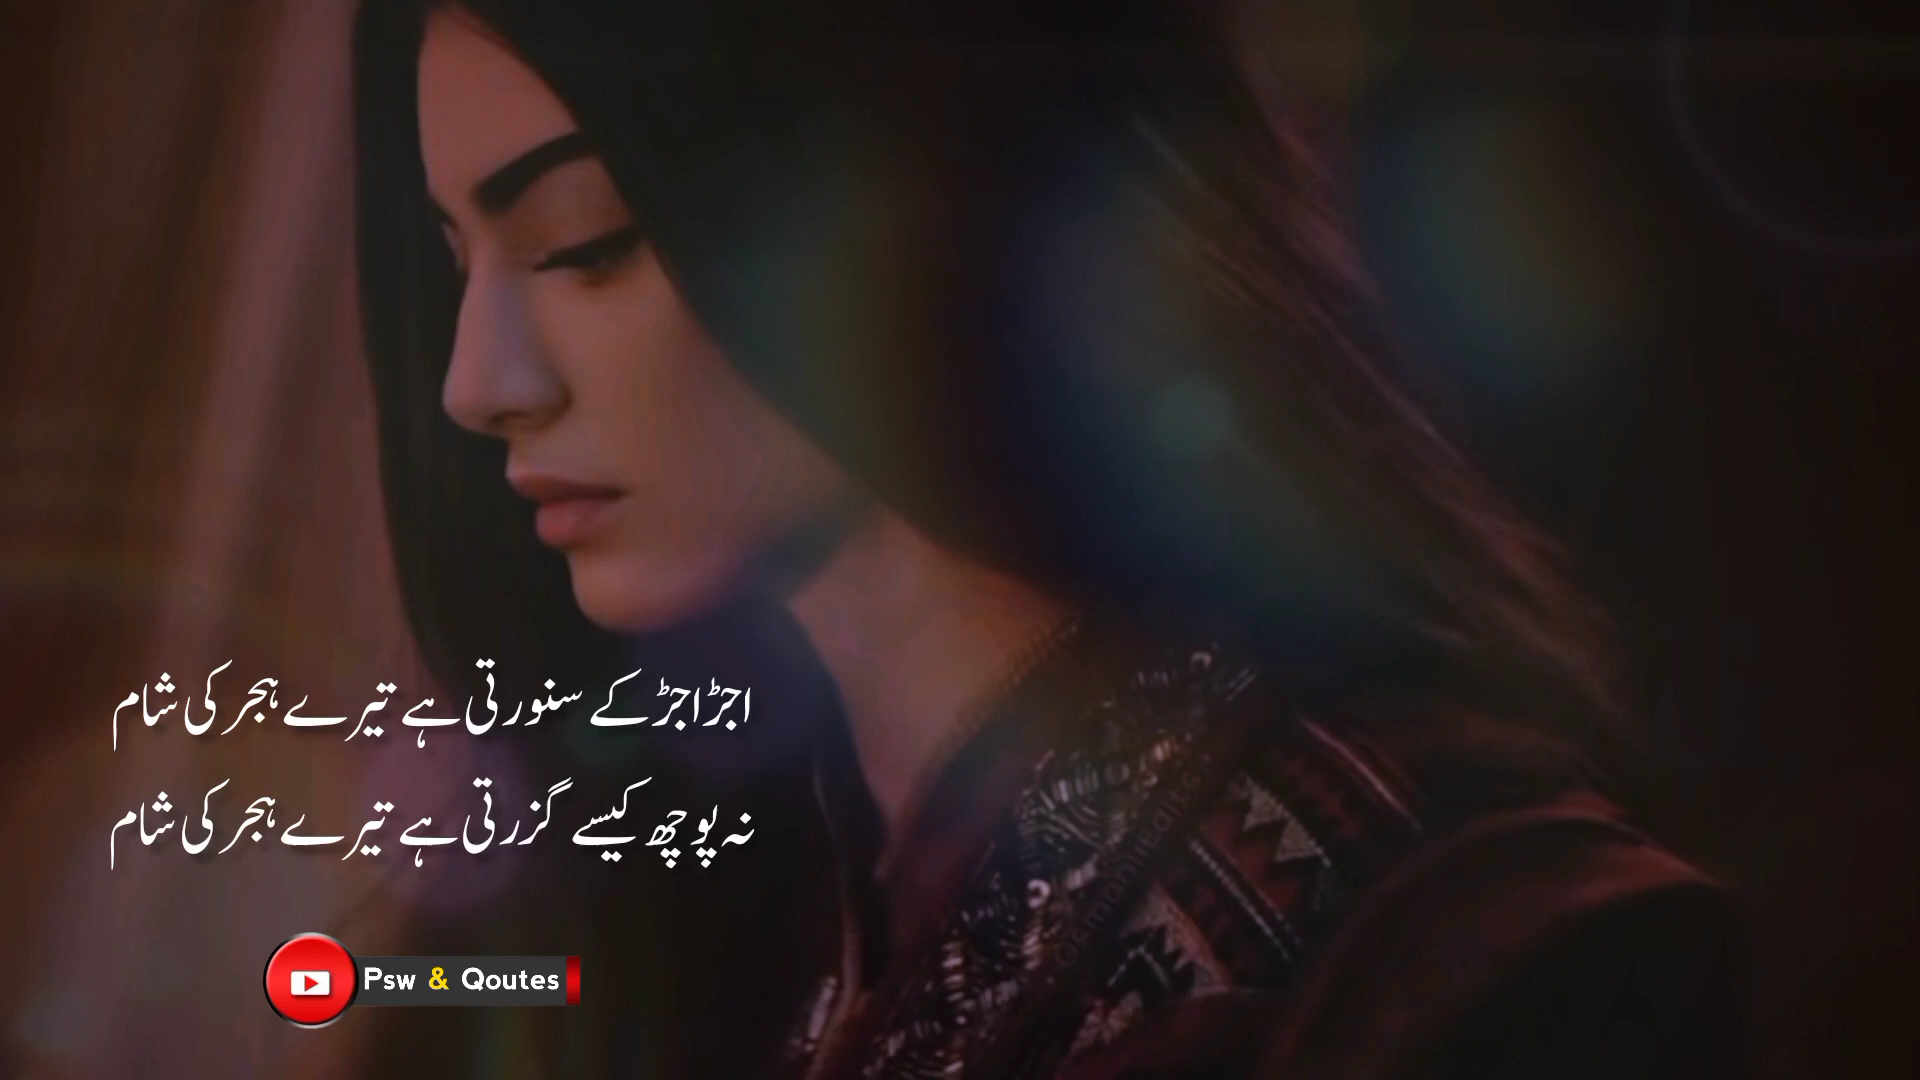 اجڑ اجڑ کے سنورتی ہے تیرے ہجر کی شام
نہ پوچھ کیسے گزرتی ہے تیرے ہجر کی شام
Psw & Qoutes